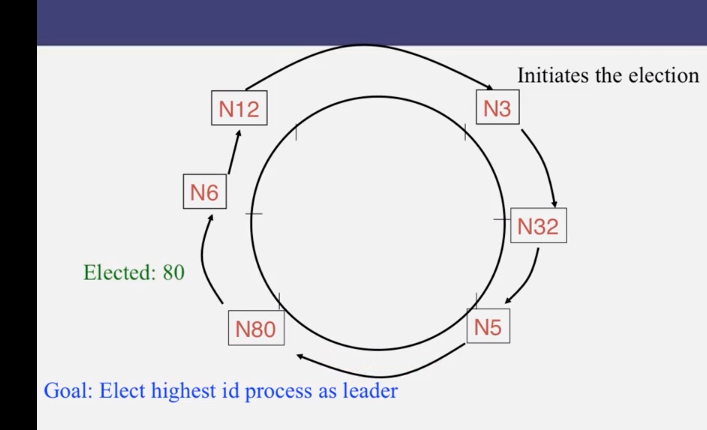 Initiates the election
N12
N3
N6
N32
Elected: 80
N80
N5
Goal: Elect highest id process as leader